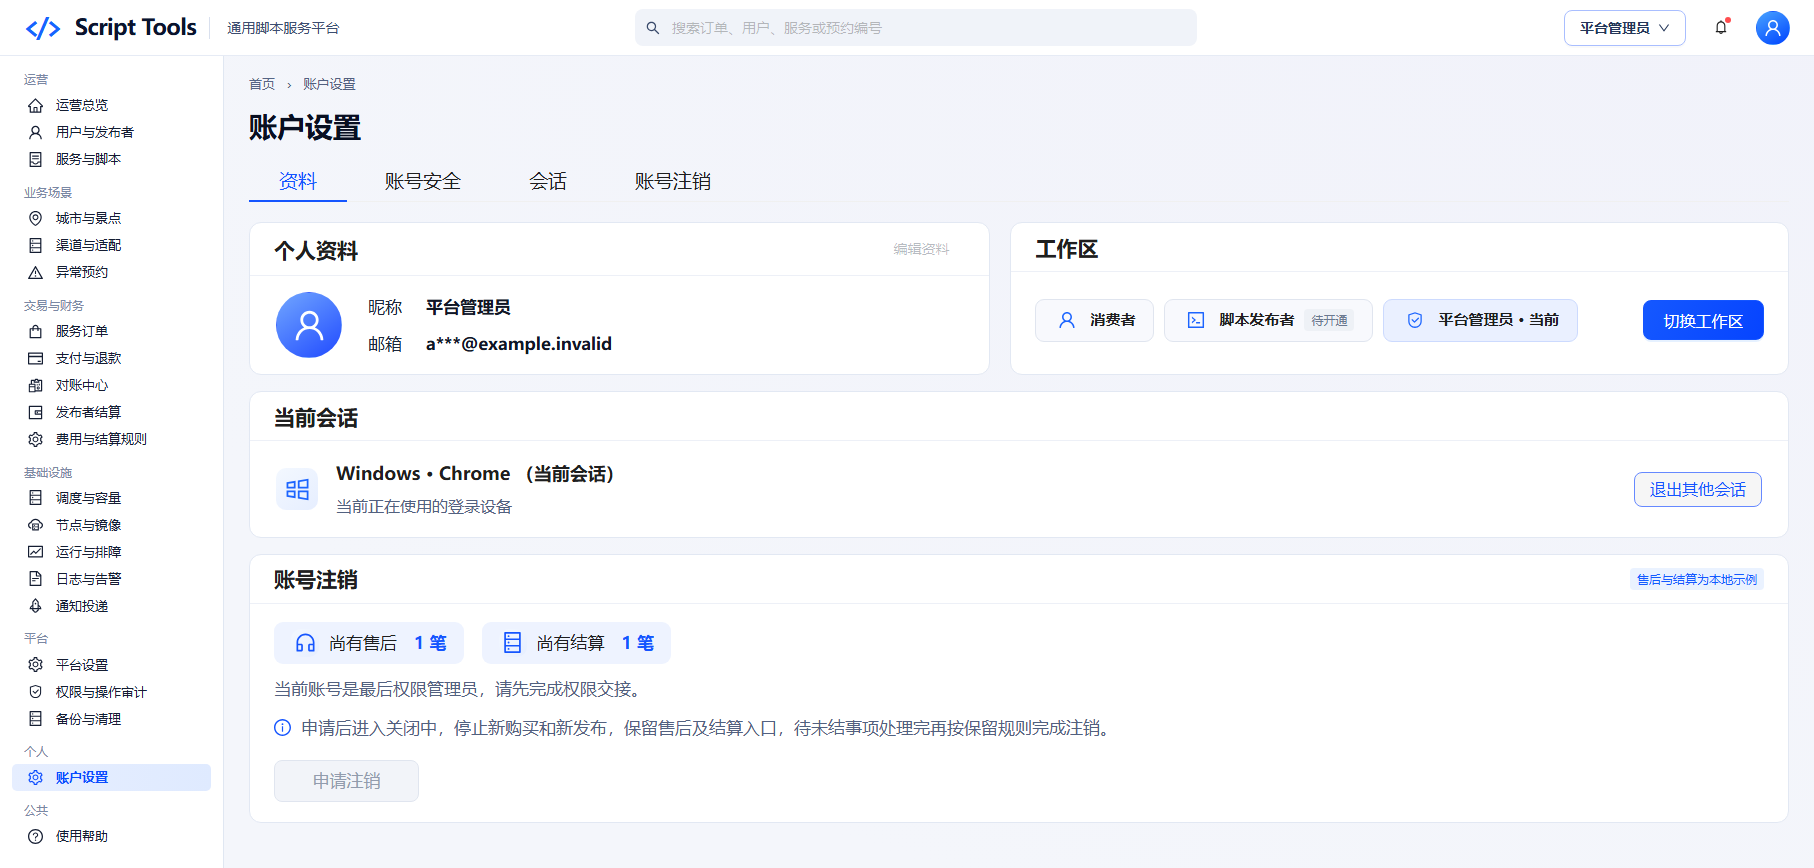 Script Tools 通用脚本服务平台 搜索订单、用户、服务或预约编号 平台管理员
运营
运营总览
用户与发布者
服务与脚本
业务场景
城市与景点
渠道与适配
异常预约
交易与财务
服务订单
支付与退款
对账中心
发布者结算
费用与结算规则
基础设施
调度与容量
节点与镜像
运行与排障
日志与告警
通知投递
平台
平台设置
权限与操作审计
备份与清理
个人
账户设置
公共
使用帮助
首页 › 账户设置
账户设置
资料 账号安全 会话 账号注销
个人资料 编辑资料
昵称 平台管理员
邮箱 a***@example.invalid
工作区
消费者 脚本发布者 待开通 平台管理员 • 当前 切换工作区
当前会话
Windows • Chrome （当前会话）
当前正在使用的登录设备
退出其他会话
账号注销 售后与结算为本地示例
尚有售后 1 笔 尚有结算 1 笔
当前账号是最后权限管理员，请先完成权限交接。
申请后进入关闭中，停止新购买和新发布，保留售后及结算入口，待未结事项处理完再按保留规则完成注销。
申请注销